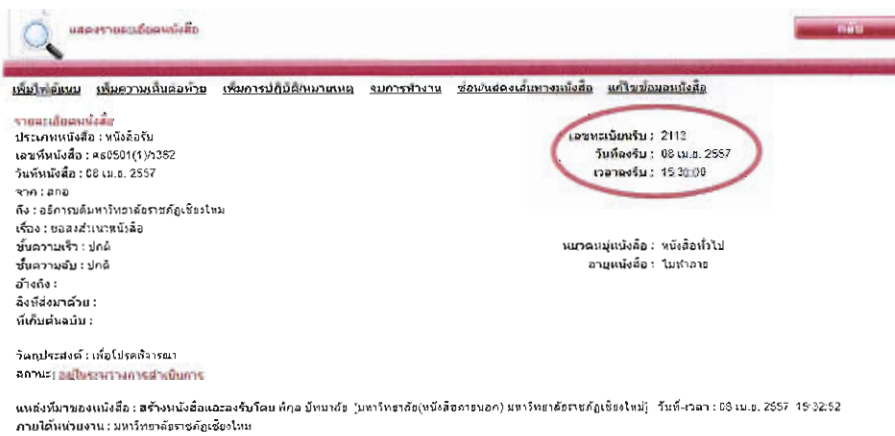 แสดงรายละเอียดหนังสือ
กลับ
เพิ่มไฟล์แนบ เพิ่มความเห็นต่อท้าย เพิ่มการปฏิบัติ/หมายเหตุ จบการทำงาน ซ่อน/แสดงเส้นทางหนังสือ แก้ไขข้อมูลหนังสือ
รายละเอียดหนังสือ
ประเภทหนังสือ : หนังสือรับ
เลขที่หนังสือ : ศธ0501(1)/ว352
วันที่หนังสือ : 08 เม.ย. 2557
จาก : สกอ
ถึง : อธิการบดีมหาวิทยาลัยราชภัฏเชียงใหม่
เรื่อง : ขอส่งสำเนาหนังสือ
ชั้นความเร็ว : ปกติ
ชั้นความลับ : ปกติ
อ้างถึง :
สิ่งที่ส่งมาด้วย :
ที่เก็บต้นฉบับ :
เลขทะเบียนรับ : 2113
วันที่ลงรับ : 08 เม.ย. 2557
เวลาลงรับ : 15:30:00
หมวดหมู่หนังสือ : หนังสือทั่วไป
อายุหนังสือ : ไม่ทำลาย
วัตถุประสงค์ : เพื่อโปรดพิจารณา
สถานะ: อยู่ในระหว่างการดำเนินการ
แหล่งที่มาของหนังสือ : สร้างหนังสือและลงรับโดย พิกุล ปัทมาลัย [มหาวิทยาลัย(หนังสือภายนอก) มหาวิทยาลัยราชภัฏเชียงใหม่] วันที่-เวลา : 08 เม.ย. 2557 15:32:52
ภายใต้หน่วยงาน : มหาวิทยาลัยราชภัฏเชียงใหม่